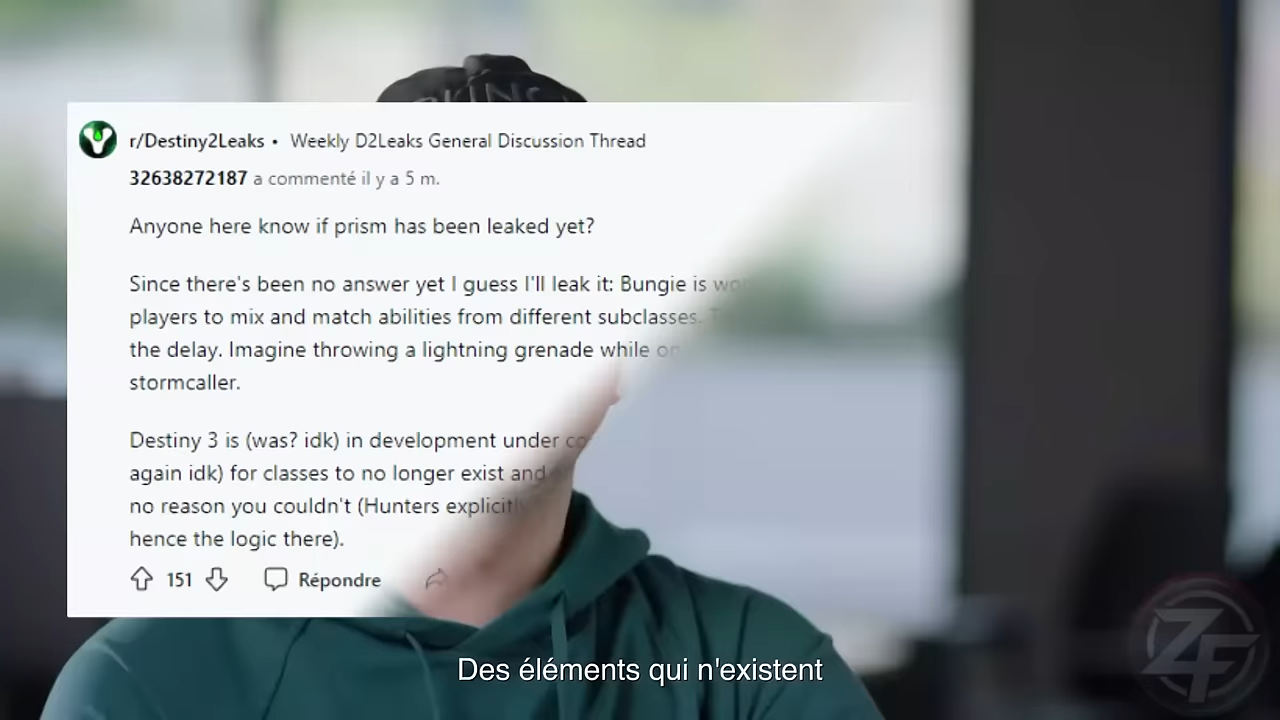 r/Destiny2Leaks • Weekly D2Leaks General Discussion Thread
32638272187 a commenté il y a 5 m.
Anyone here know if prism has been leaked yet?
Since there's been no answer yet I guess I'll leak it: Bungie is
players to mix and match abilities from different subclasses.
the delay. Imagine throwing a lightning grenade while on
stormcaller.
Destiny 3 is (was? idk) in development under
again idk) for classes to no longer exist and
no reason you couldn't (Hunters explicitly
hence the logic there).
151 Répondre
Des éléments qui n'existent
ZF